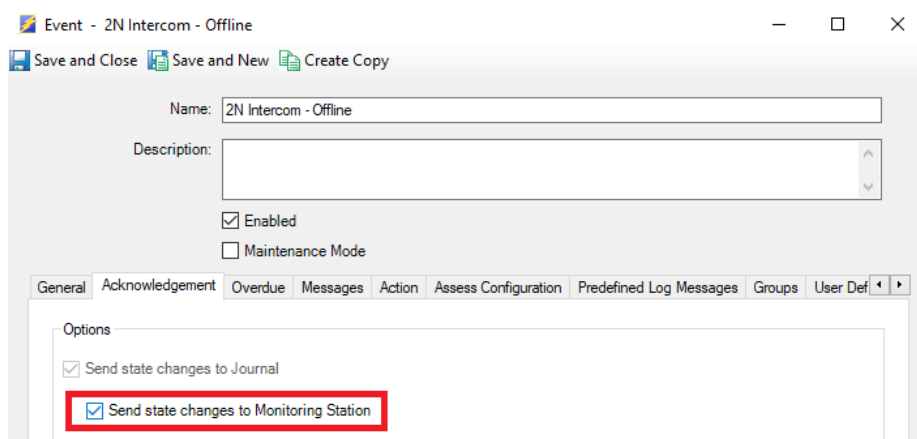 Event - 2N Intercom - Offline
Save and Close Save and New Create Copy
Name: 2N Intercom - Offline
Description:
Enabled
Maintenance Mode
General Acknowledgement Overdue Messages Action Assess Configuration Predefined Log Messages Groups User Def
Options
Send state changes to Journal
Send state changes to Monitoring Station